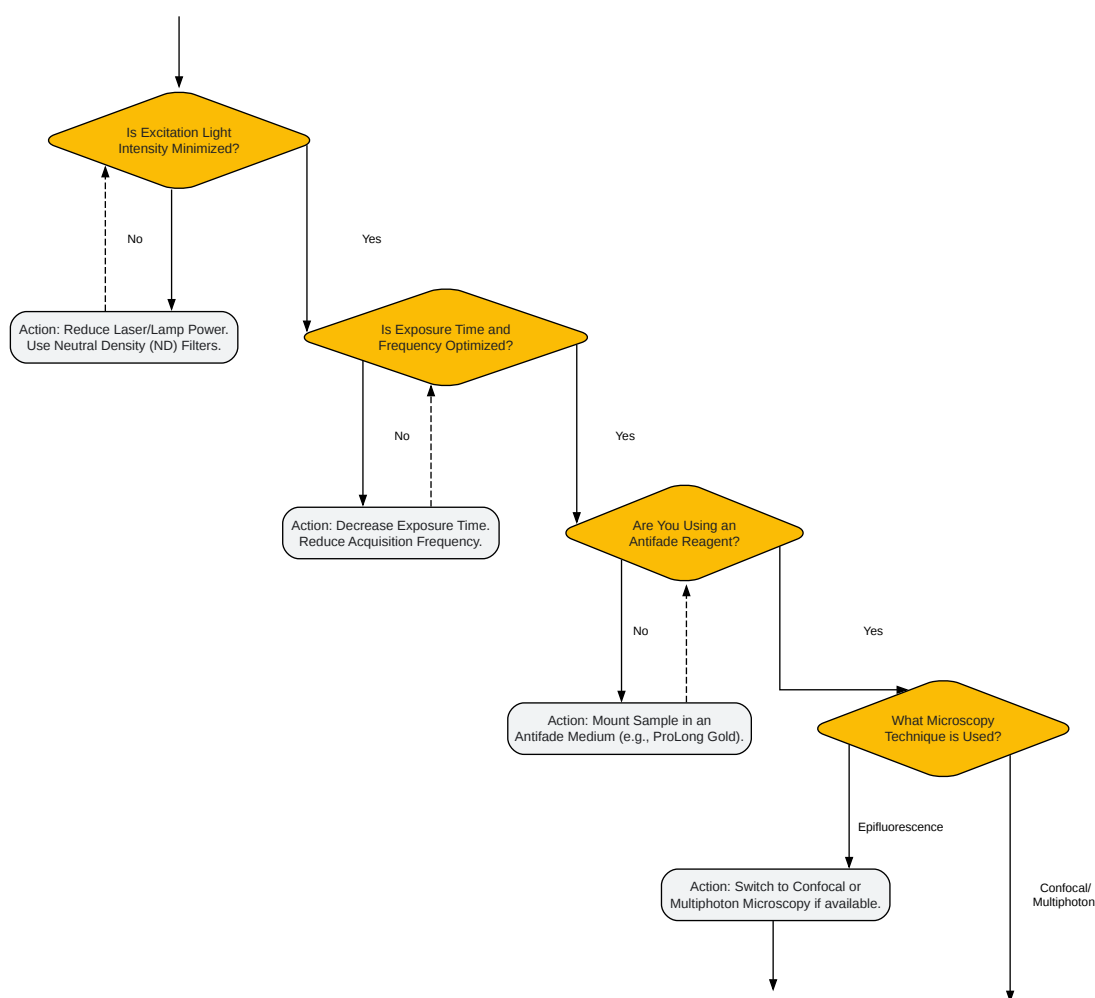 Is Excitation Light
Intensity Minimized?
No
Yes
Action: Reduce Laser/Lamp Power.
Use Neutral Density (ND) Filters.
Is Exposure Time and
Frequency Optimized?
No
Yes
Action: Decrease Exposure Time.
Reduce Acquisition Frequency.
Are You Using an
Antifade Reagent?
No
Yes
Action: Mount Sample in an
Antifade Medium (e.g., ProLong Gold).
What Microscopy
Technique is Used?
Epifluorescence
Action: Switch to Confocal or
Multiphoton Microscopy if available.
Confocal/
Multiphoton